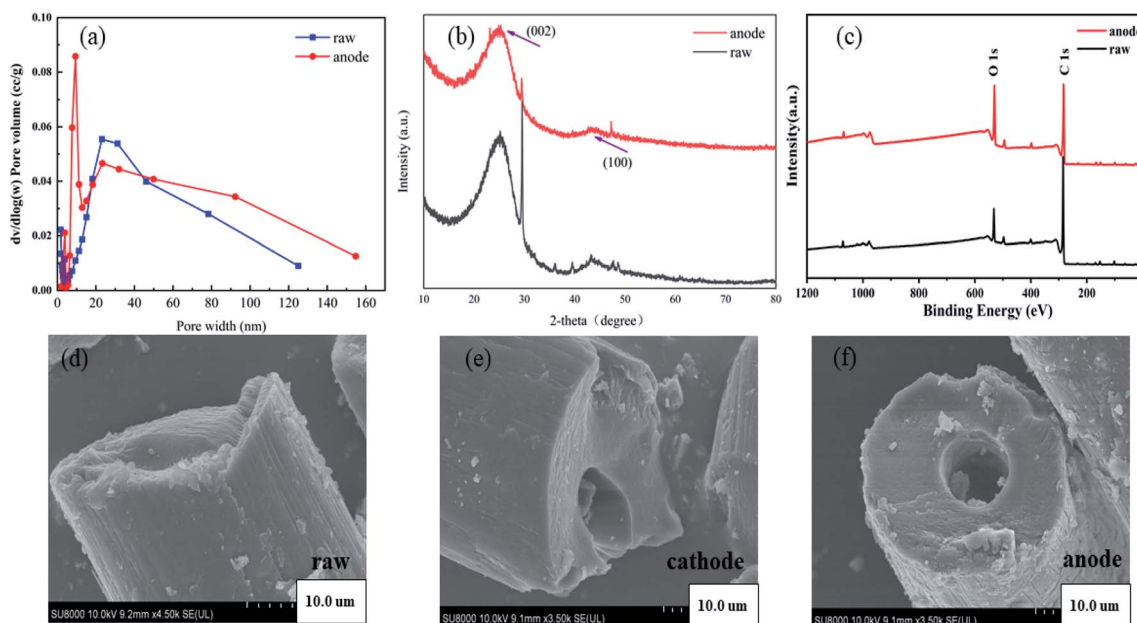 (a)
raw
anode
0.10
0.08
0.06
0.04
0.02
0.00
dv/dlog(w) Pore volume (cc/g)
0 20 40 60 80 100 120 140 160
Pore width (nm)
(b)
(002)
anode
raw
(100)
Intensity (a.u.)
10 20 30 40 50 60 70 80
2-theta（degree）
(c)
anode
raw
O 1s
C 1s
Intensity(a.u.)
1200 1000 800 600 400 200 0
Binding Energy (eV)
(d)
raw
10.0 um
SU8000 10.0kV 9.2mm x4.50k SE(UL)
(e)
cathode
10.0 um
SU8000 10.0kV 9.1mm x3.50k SE(UL)
(f)
anode
10.0 um
SU8000 10.0kV 9.1mm x3.50k SE(UL)